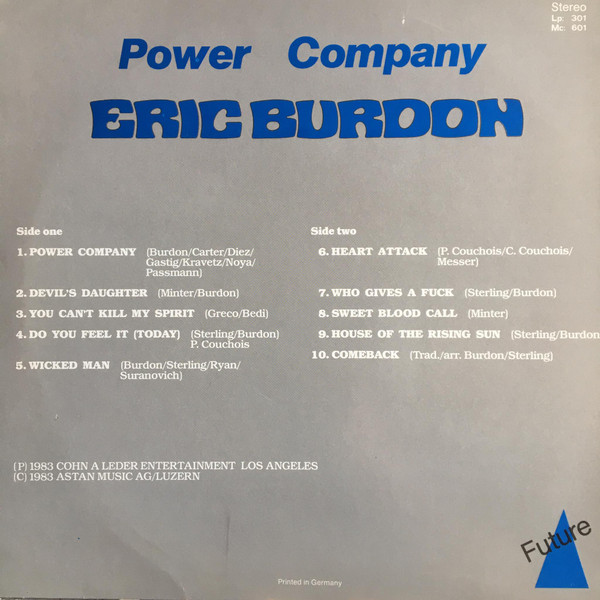 Stereo
Lp: 301
Mc: 601
Power Company
ERIC BURDON
Side one
1. POWER COMPANY (Burdon/Carter/Diez/
Gastig/Kravetz/Noya/
Passmann)
2. DEVIL'S DAUGHTER (Minter/Burdon)
3. YOU CAN'T KILL MY SPIRIT (Greco/Bedi)
4. DO YOU FEEL IT (TODAY) (Sterling/Burdon)
P. Couchois
5. WICKED MAN (Burdon/Sterling/Ryan/
Suranovich)
Side two
6. HEART ATTACK (P. Couchois/C. Couchois/
Messer)
7. WHO GIVES A FUCK (Sterling/Burdon)
8. SWEET BLOOD CALL (Minter)
9. HOUSE OF THE RISING SUN (Sterling/Burdon
10. COMEBACK (Trad./arr. Burdon/Sterling)
(P) 1983 COHN A LEDER ENTERTAINMENT LOS ANGELES
(C) 1983 ASTAN MUSIC AG/LUZERN
Future
Printed in Germany